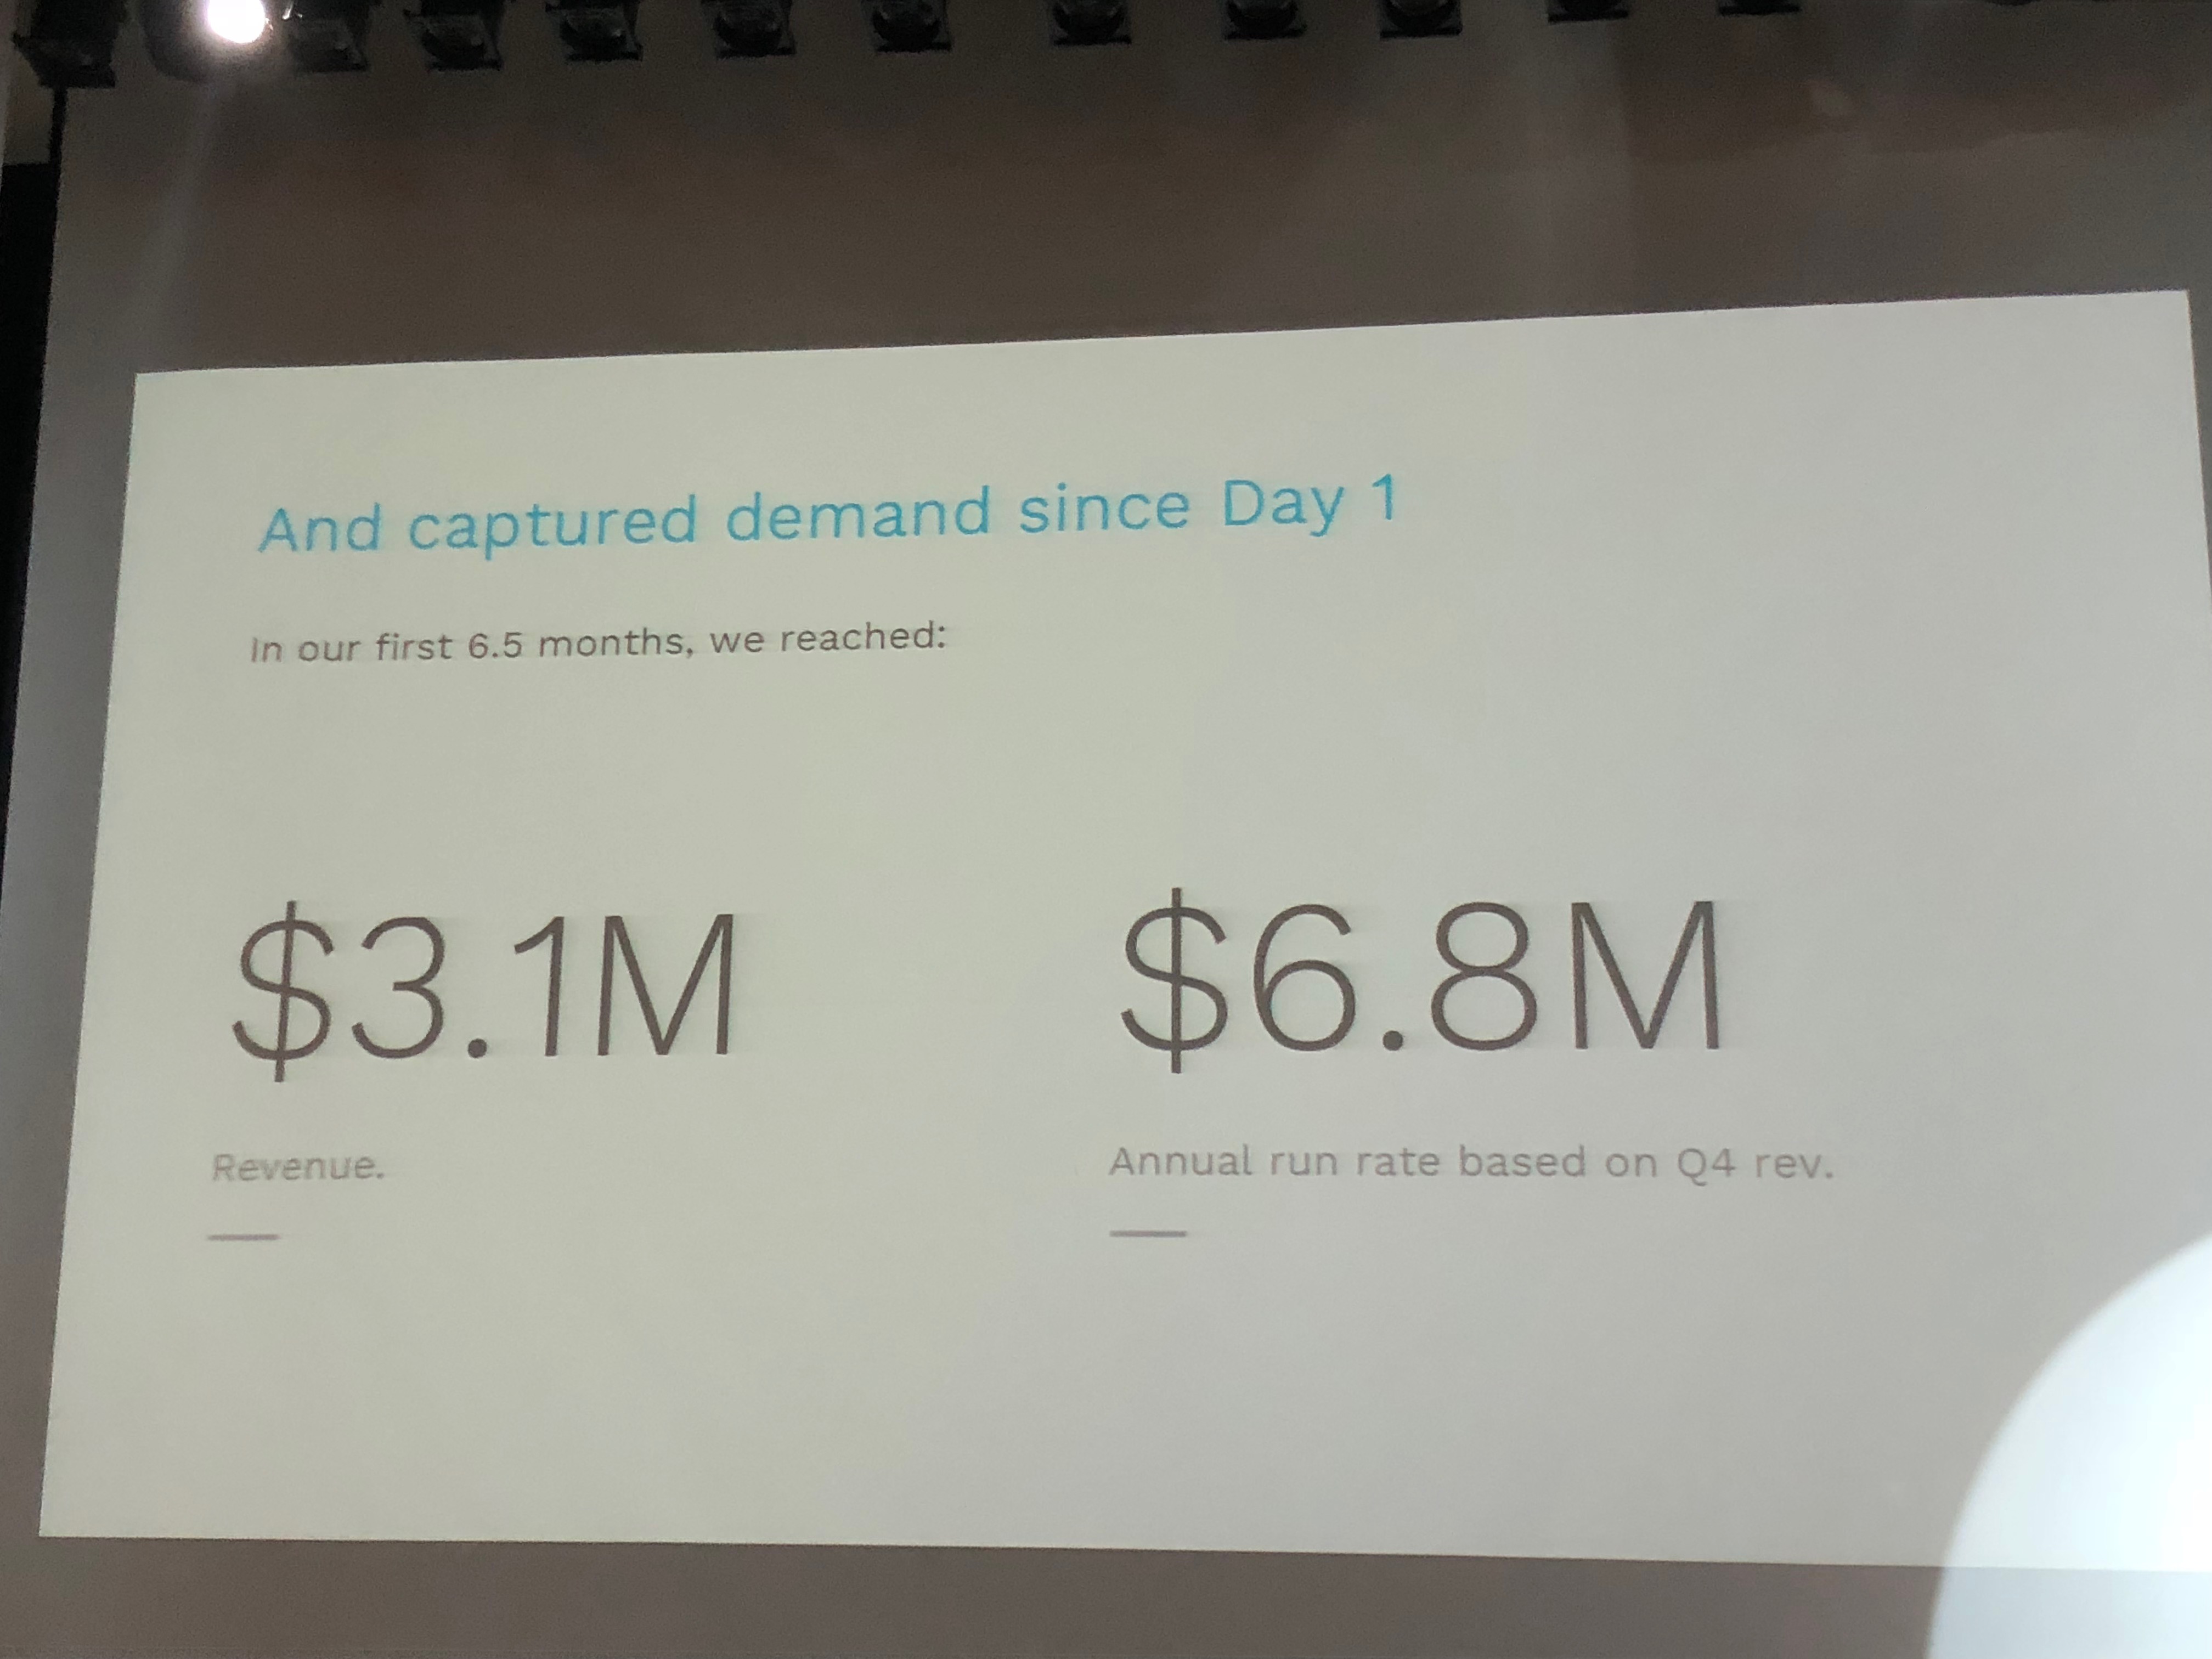 And captured demand since Day 1
In our first 6.5 months, we reached:
$3.1M
$6.8M
Revenue.
Annual run rate based on Q4 rev.